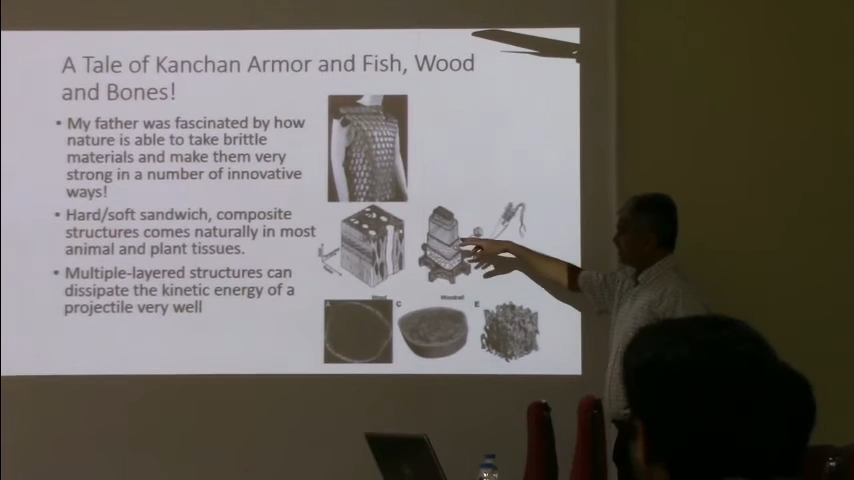 A Tale of Kanchan Armor and Fish, Wood
and Bones!
• My father was fascinated by how
nature is able to take brittle
materials and make them very
strong in a number of innovative
ways!
• Hard/soft sandwich, composite
structures comes naturally in most
animal and plant tissues.
• Multiple-layered structures can
dissipate the kinetic energy of a
projectile very well
A
C
E